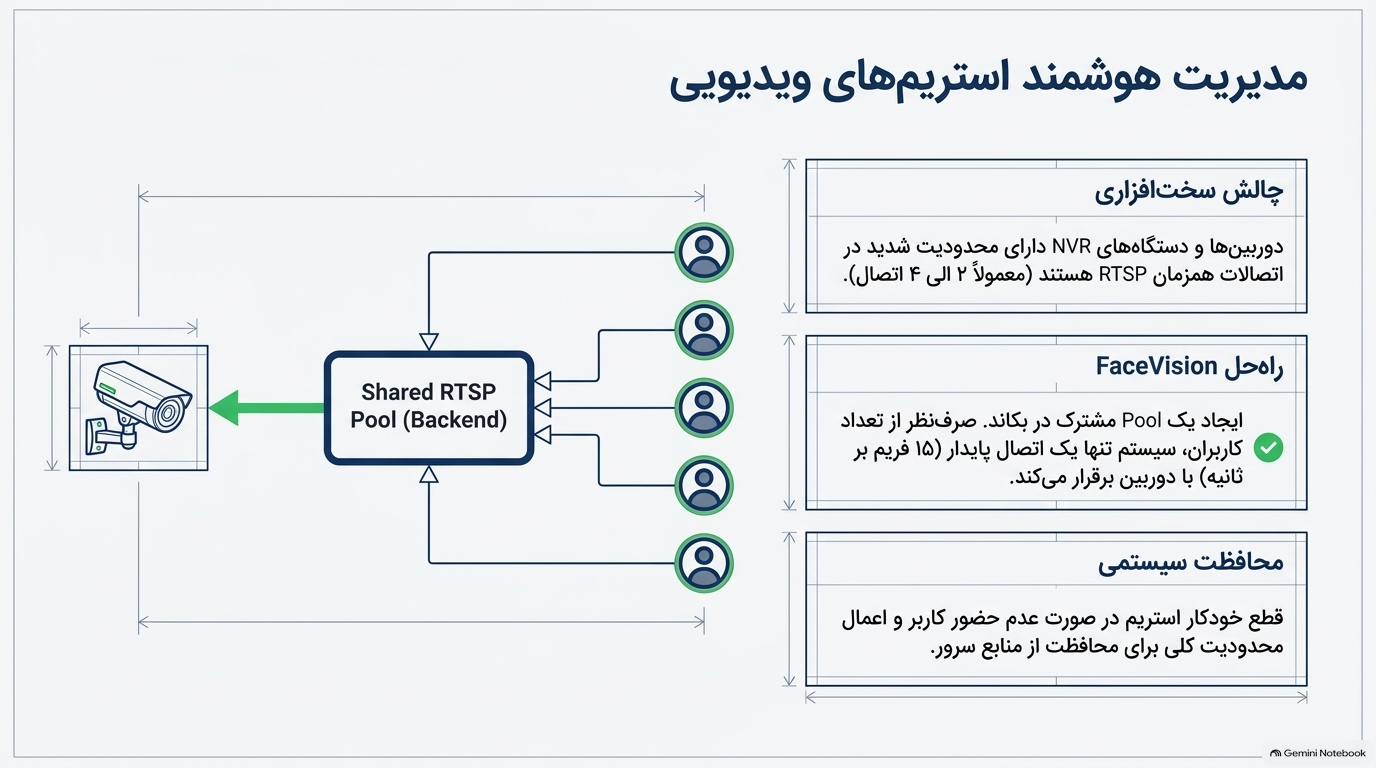 مدیریت هوشمند استریم‌های ویدیویی
چالش سخت‌افزاری
دوربین‌ها و دستگاه‌های NVR دارای محدودیت شدید در
اتصالات همزمان RTSP هستند (معمولاً ۲ الی ۴ اتصال).
راه‌حل FaceVision
ایجاد یک Pool مشترک در بکاند. صرف‌نظر از تعداد
کاربران، سیستم تنها یک اتصال پایدار (۱۵ فریم بر
ثانیه) با دوربین برقرار می‌کند.
محافظت سیستمی
قطع خودکار استریم در صورت عدم حضور کاربر و اعمال
محدودیت کلی برای محافظت از منابع سرور.
Shared RTSP
Pool (Backend)
Gemini Notebook